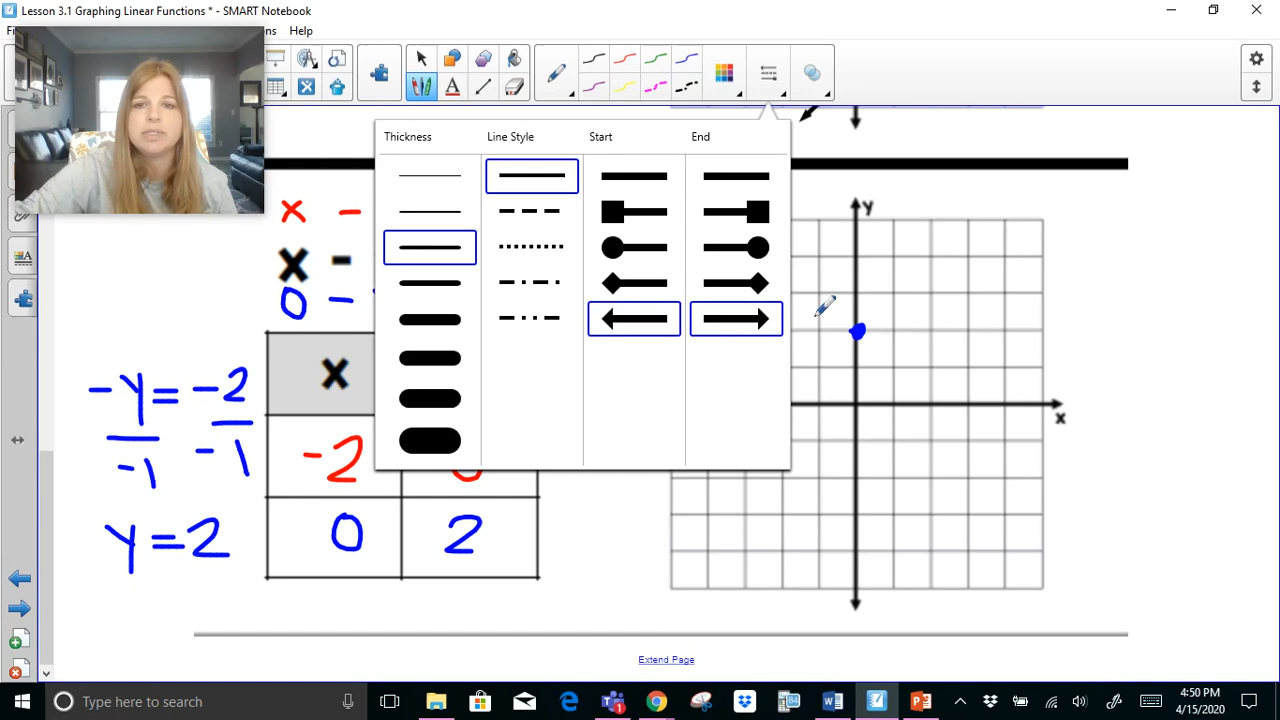 Lesson 3.1 Graphing Linear Functions * - SMART Notebook
Help
Thickness Line Style Start End
x -
x -
0 -
x
-2
0 2
-y = -2
-1 -1
y = 2
y
x
Extend Page
Type here to search
4:50 PM
4/15/2020